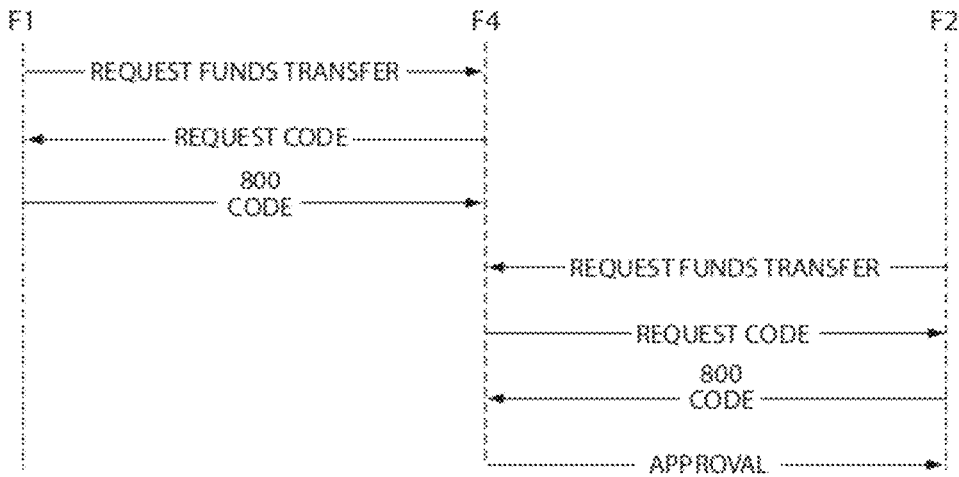 F1 F4 F2
REQUEST FUNDS TRANSFER
REQUEST CODE
800
CODE
REQUEST FUNDS TRANSFER
REQUEST CODE
800
CODE
APPROVAL